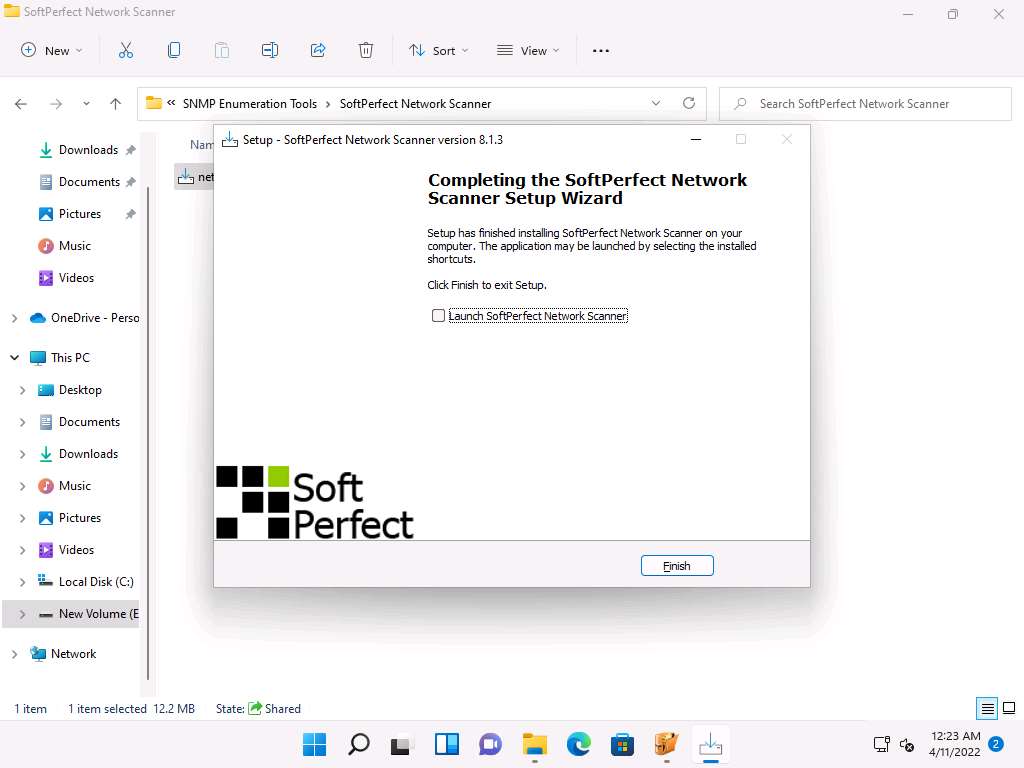 SoftPerfect Network Scanner
New
Sort
View
« SNMP Enumeration Tools › SoftPerfect Network Scanner
Search SoftPerfect Network Scanner
Downloads
Documents
Pictures
Music
Videos
OneDrive - Perso
This PC
Desktop
Documents
Downloads
Music
Pictures
Videos
Local Disk (C:)
New Volume (E
Network
Nam
net
Setup - SoftPerfect Network Scanner version 8.1.3
Completing the SoftPerfect Network
Scanner Setup Wizard
Setup has finished installing SoftPerfect Network Scanner on your
computer. The application may be launched by selecting the installed
shortcuts.
Click Finish to exit Setup.
Launch SoftPerfect Network Scanner
Soft
Perfect
Finish
1 item 1 item selected 12.2 MB State: Shared
12:23 AM
4/11/2022
2